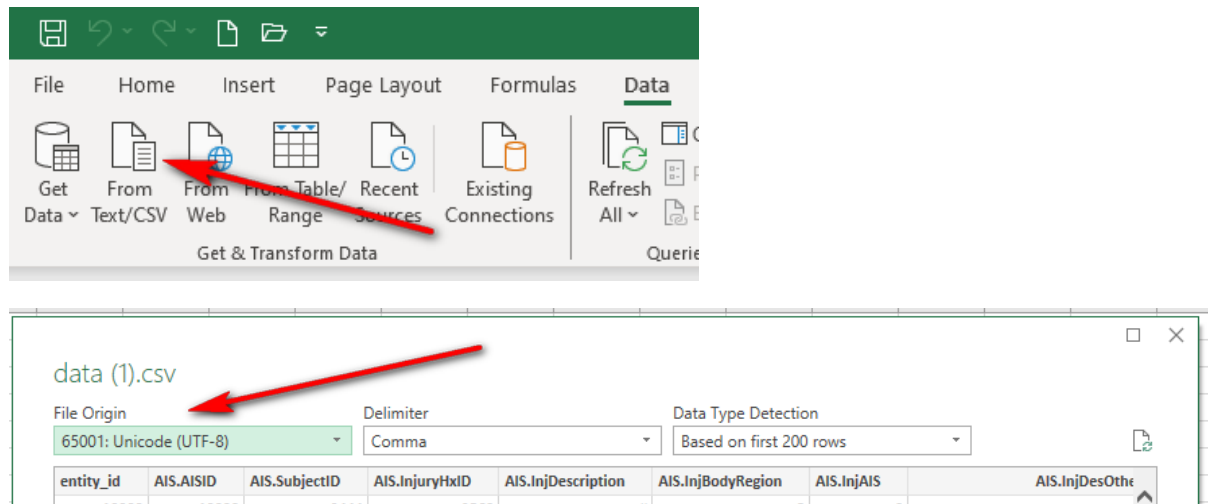 File Home Insert Page Layout Formulas Data
Get From From From Table/ Recent Existing Refresh
Data Text/CSV Web Range Sources Connections All
Get & Transform Data
data (1).csv
File Origin Delimiter Data Type Detection
65001: Unicode (UTF-8) Comma Based on first 200 rows
entity_id AIS.AISID AIS.SubjectID AIS.InjuryHxID AIS.InjDescription AIS.InjBodyRegion AIS.InjAIS